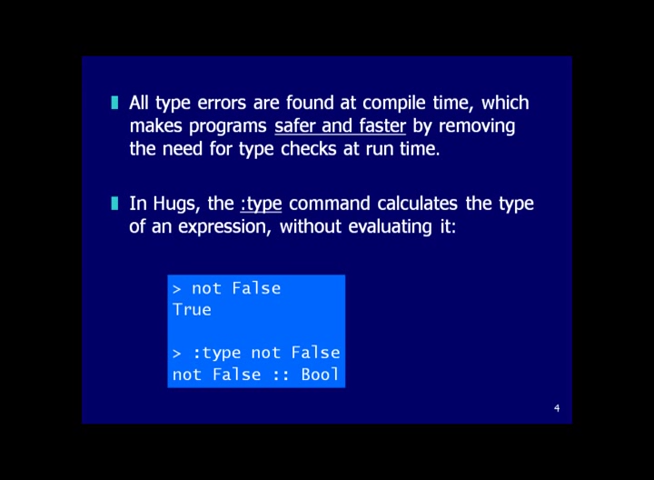 All type errors are found at compile time, which
makes programs safer and faster by removing
the need for type checks at run time.
In Hugs, the :type command calculates the type
of an expression, without evaluating it:
> not False
True
> :type not False
not False :: Bool
4